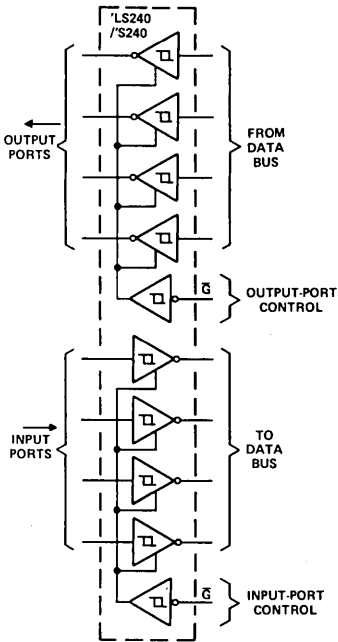 'LS240
/'S240
OUTPUT
PORTS
FROM
DATA
BUS
G̅
OUTPUT-PORT
CONTROL
INPUT
PORTS
TO
DATA
BUS
G̅
INPUT-PORT
CONTROL